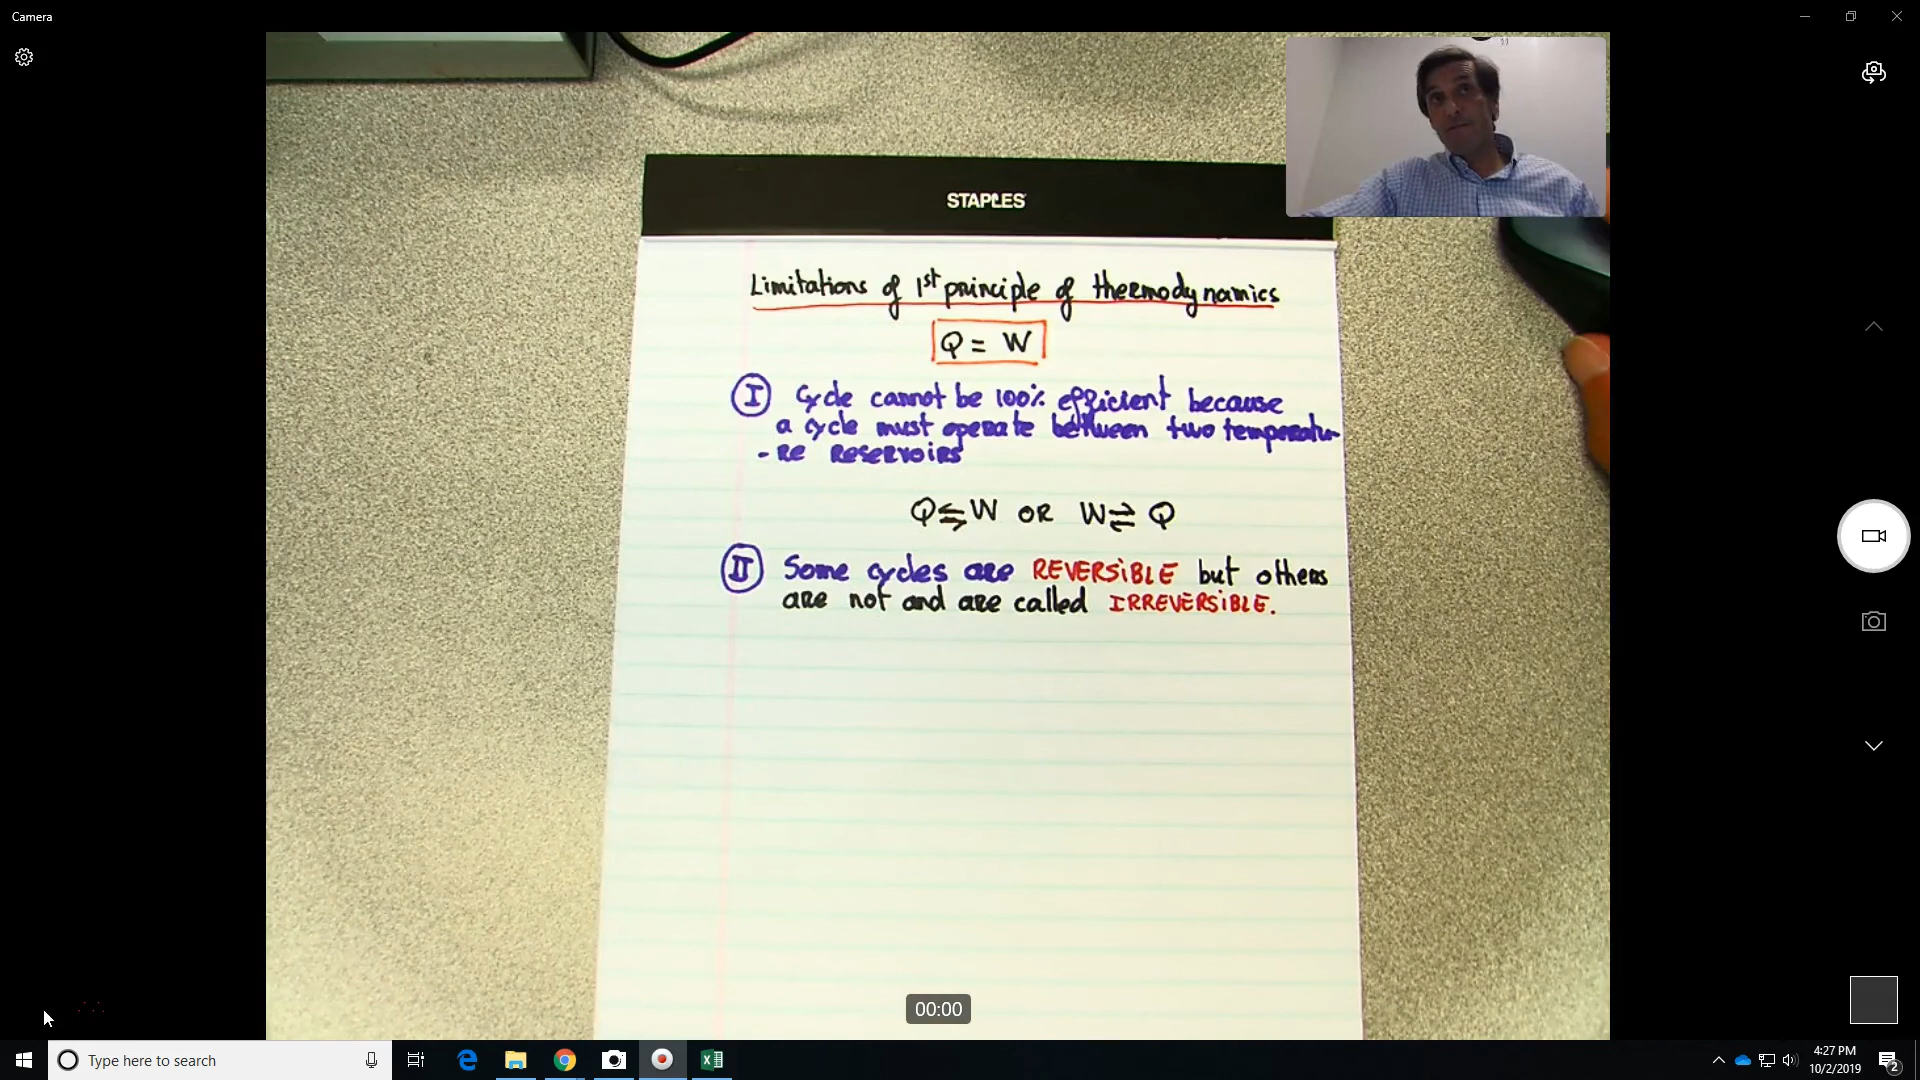 Camera
STAPLES
Limitations of 1st principle of thermodynamics
Q = W
I Cycle cannot be 100% efficient because
a cycle must operate between two temperatu-
-re reservoirs
Q⇆W OR W⇄Q
II Some cycles are REVERSIBLE but others
are not and are called IRREVERSIBLE.
00:00
Type here to search
4:27 PM
10/2/2019
2